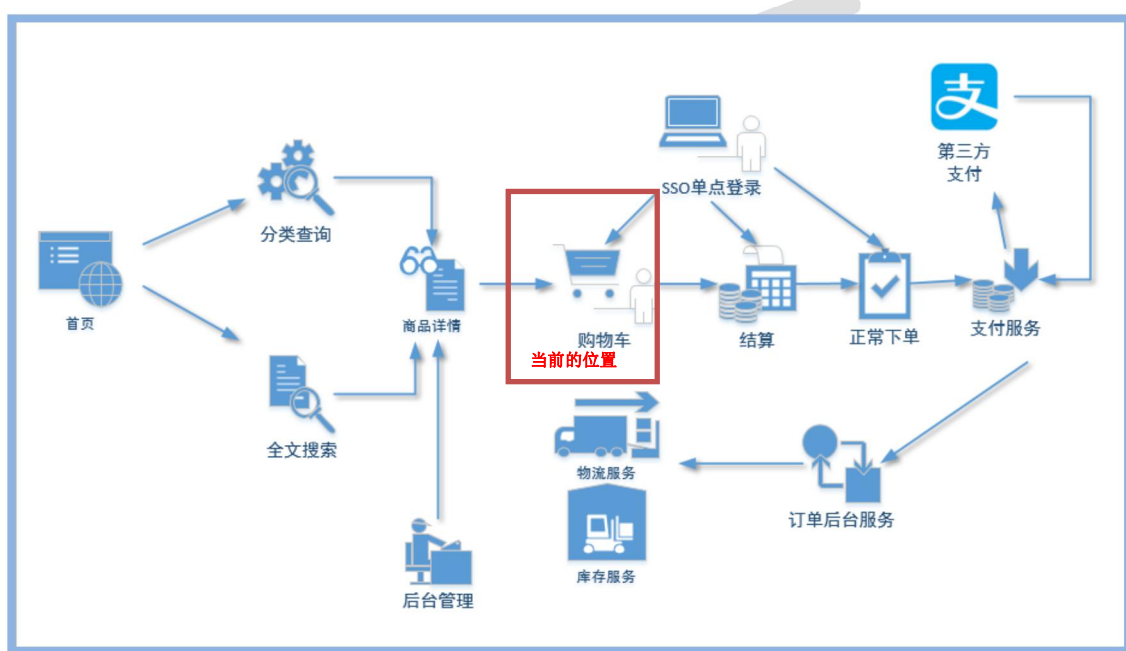 首页
分类查询
全文搜索
商品详情
后台管理
SSO单点登录
购物车
当前的位置
结算
正常下单
支
第三方
支付
支付服务
订单后台服务
物流服务
库存服务